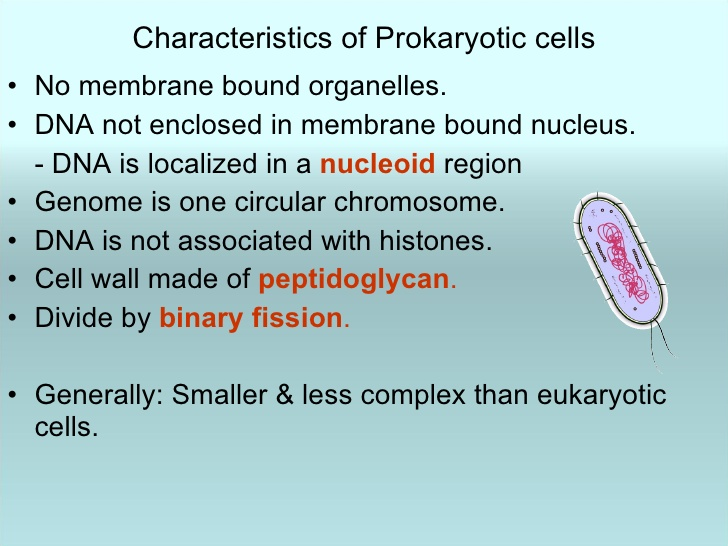 Characteristics of Prokaryotic cells
• No membrane bound organelles.
• DNA not enclosed in membrane bound nucleus.
- DNA is localized in a nucleoid region
• Genome is one circular chromosome.
• DNA is not associated with histones.
• Cell wall made of peptidoglycan.
• Divide by binary fission.
• Generally: Smaller & less complex than eukaryotic
cells.